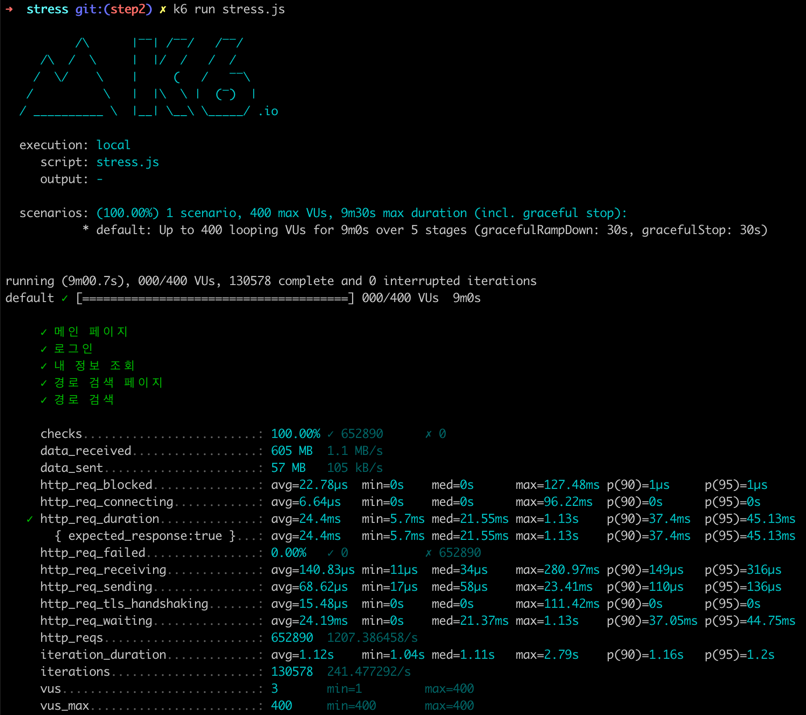 ➜  stress git:(step2) ✗ k6 run stress.js
          /\      |‾‾| /‾‾/   /‾‾/
     /\  /  \     |  |/  /   /  /
    /  \/    \    |     (   /   ‾‾\
   /          \   |  |\  \ |  (‾)  |
  / __________ \  |__| \__\ \_____/ .io
  execution: local
     script: stress.js
     output: -
  scenarios: (100.00%) 1 scenario, 400 max VUs, 9m30s max duration (incl. graceful stop):
           * default: Up to 400 looping VUs for 9m0s over 5 stages (gracefulRampDown: 30s, gracefulStop: 30s)
running (9m00.7s), 000/400 VUs, 130578 complete and 0 interrupted iterations
default ✓ [======================================] 000/400 VUs  9m0s
     ✓ 메인 페이지
     ✓ 로그인
     ✓ 내 정보 조회
     ✓ 경로 검색 페이지
     ✓ 경로 검색
     checks.........................: 100.00% ✓ 652890      ✗ 0
     data_received..................: 605 MB  1.1 MB/s
     data_sent......................: 57 MB   105 kB/s
     http_req_blocked...............: avg=22.78µs  min=0s    med=0s      max=127.48ms p(90)=1µs     p(95)=1µs
     http_req_connecting............: avg=6.64µs   min=0s    med=0s      max=96.22ms  p(90)=0s      p(95)=0s
   ✓ http_req_duration..............: avg=24.4ms   min=5.7ms med=21.55ms max=1.13s    p(90)=37.4ms  p(95)=45.13ms
       { expected_response:true }...: avg=24.4ms   min=5.7ms med=21.55ms max=1.13s    p(90)=37.4ms  p(95)=45.13ms
     http_req_failed................: 0.00%   ✓ 0           ✗ 652890
     http_req_receiving.............: avg=140.83µs min=11µs  med=34µs    max=280.97ms p(90)=149µs   p(95)=316µs
     http_req_sending...............: avg=68.62µs  min=17µs  med=58µs    max=23.41ms  p(90)=110µs   p(95)=136µs
     http_req_tls_handshaking.......: avg=15.48µs  min=0s    med=0s      max=111.42ms p(90)=0s      p(95)=0s
     http_req_waiting...............: avg=24.19ms  min=0s    med=21.37ms max=1.13s    p(90)=37.05ms p(95)=44.75ms
     http_reqs......................: 652890  1207.386458/s
     iteration_duration.............: avg=1.12s    min=1.04s med=1.11s   max=2.79s    p(90)=1.16s   p(95)=1.2s
     iterations.....................: 130578  241.477292/s
     vus............................: 3       min=1         max=400
     vus_max........................: 400     min=400       max=400